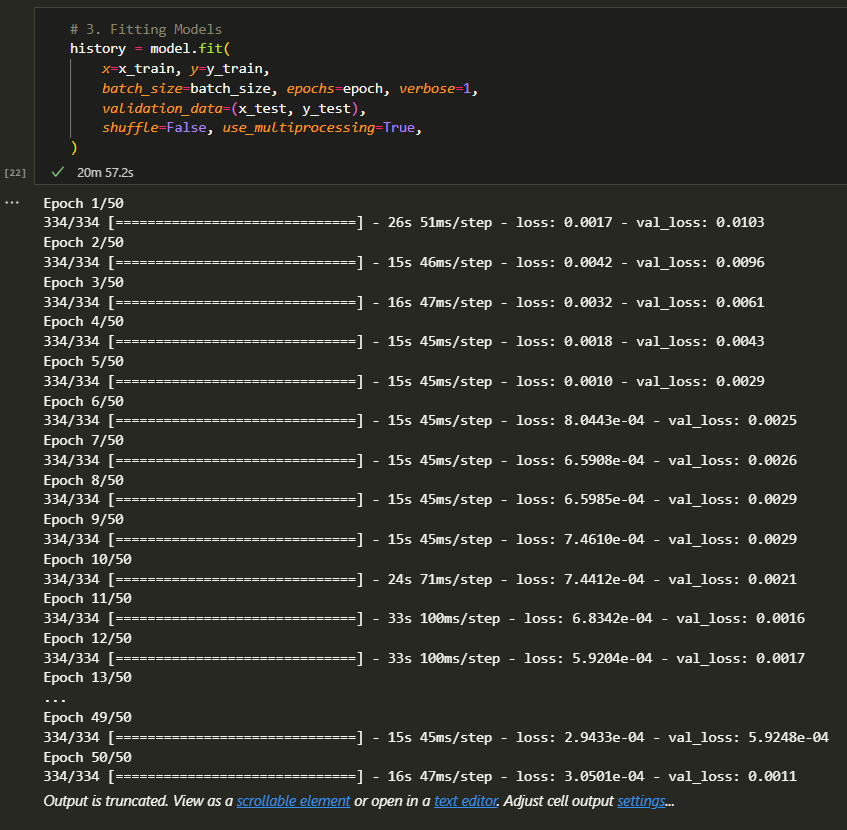 # 3. Fitting Models
history = model.fit(
x=x_train, y=y_train,
batch_size=batch_size, epochs=epoch, verbose=1,
validation_data=(x_test, y_test),
shuffle=False, use_multiprocessing=True,
)
[22] ✓ 20m 57.2s
... Epoch 1/50
334/334 [==============================] - 26s 51ms/step - loss: 0.0017 - val_loss: 0.0103
Epoch 2/50
334/334 [==============================] - 15s 46ms/step - loss: 0.0042 - val_loss: 0.0096
Epoch 3/50
334/334 [==============================] - 16s 47ms/step - loss: 0.0032 - val_loss: 0.0061
Epoch 4/50
334/334 [==============================] - 15s 45ms/step - loss: 0.0018 - val_loss: 0.0043
Epoch 5/50
334/334 [==============================] - 15s 45ms/step - loss: 0.0010 - val_loss: 0.0029
Epoch 6/50
334/334 [==============================] - 15s 45ms/step - loss: 8.0443e-04 - val_loss: 0.0025
Epoch 7/50
334/334 [==============================] - 15s 45ms/step - loss: 6.5908e-04 - val_loss: 0.0026
Epoch 8/50
334/334 [==============================] - 15s 45ms/step - loss: 6.5985e-04 - val_loss: 0.0029
Epoch 9/50
334/334 [==============================] - 15s 45ms/step - loss: 7.4610e-04 - val_loss: 0.0029
Epoch 10/50
334/334 [==============================] - 24s 71ms/step - loss: 7.4412e-04 - val_loss: 0.0021
Epoch 11/50
334/334 [==============================] - 33s 100ms/step - loss: 6.8342e-04 - val_loss: 0.0016
Epoch 12/50
334/334 [==============================] - 33s 100ms/step - loss: 5.9204e-04 - val_loss: 0.0017
Epoch 13/50
...
Epoch 49/50
334/334 [==============================] - 15s 45ms/step - loss: 2.9433e-04 - val_loss: 5.9248e-04
Epoch 50/50
334/334 [==============================] - 16s 47ms/step - loss: 3.0501e-04 - val_loss: 0.0011
Output is truncated. View as a scrollable element or open in a text editor. Adjust cell output settings...